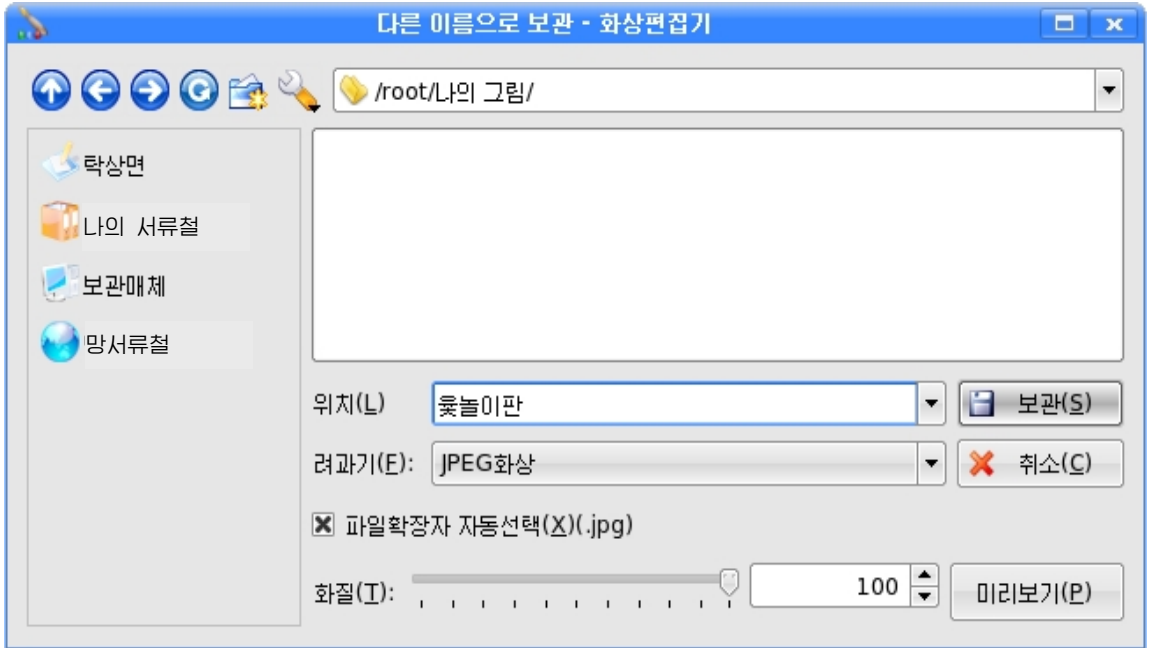 다른 이름으로 보관 - 화상편집기
/root/나의 그림/
탁상면
나의 서류철
보관매체
망서류철
위치(L)
윷놀이판
보관(S)
려과기(F):
JPEG화상
취소(C)
파일확장자 자동선택(X)(.jpg)
화질(T):
100
미리보기(P)